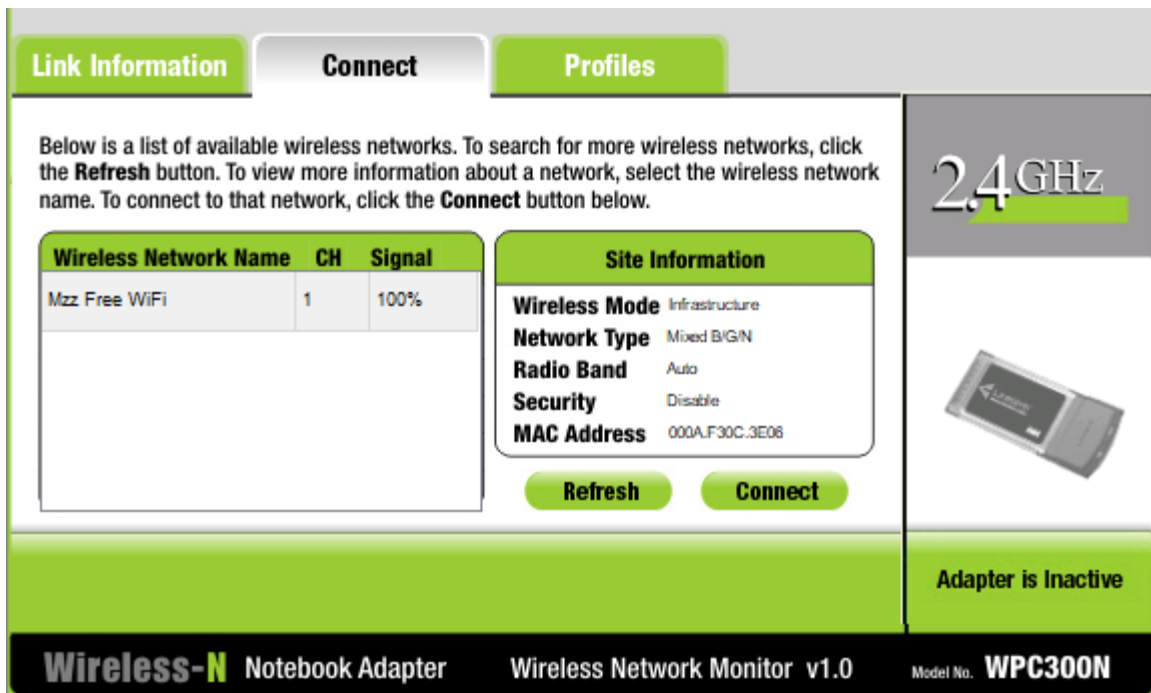 Link Information
Connect
Profiles
Below is a list of available wireless networks. To search for more wireless networks, click
the Refresh button. To view more information about a network, select the wireless network
name. To connect to that network, click the Connect button below.
2.4GHz
Wireless Network Name CH Signal
Mzz Free WiFi 1 100%
Site Information
Wireless Mode Infrastructure
Network Type Mixed B/G/N
Radio Band Auto
Security Disable
MAC Address 000A.F30C.3E06
Refresh
Connect
Adapter is Inactive
Wireless-N Notebook Adapter Wireless Network Monitor v1.0 Model No. WPC300N